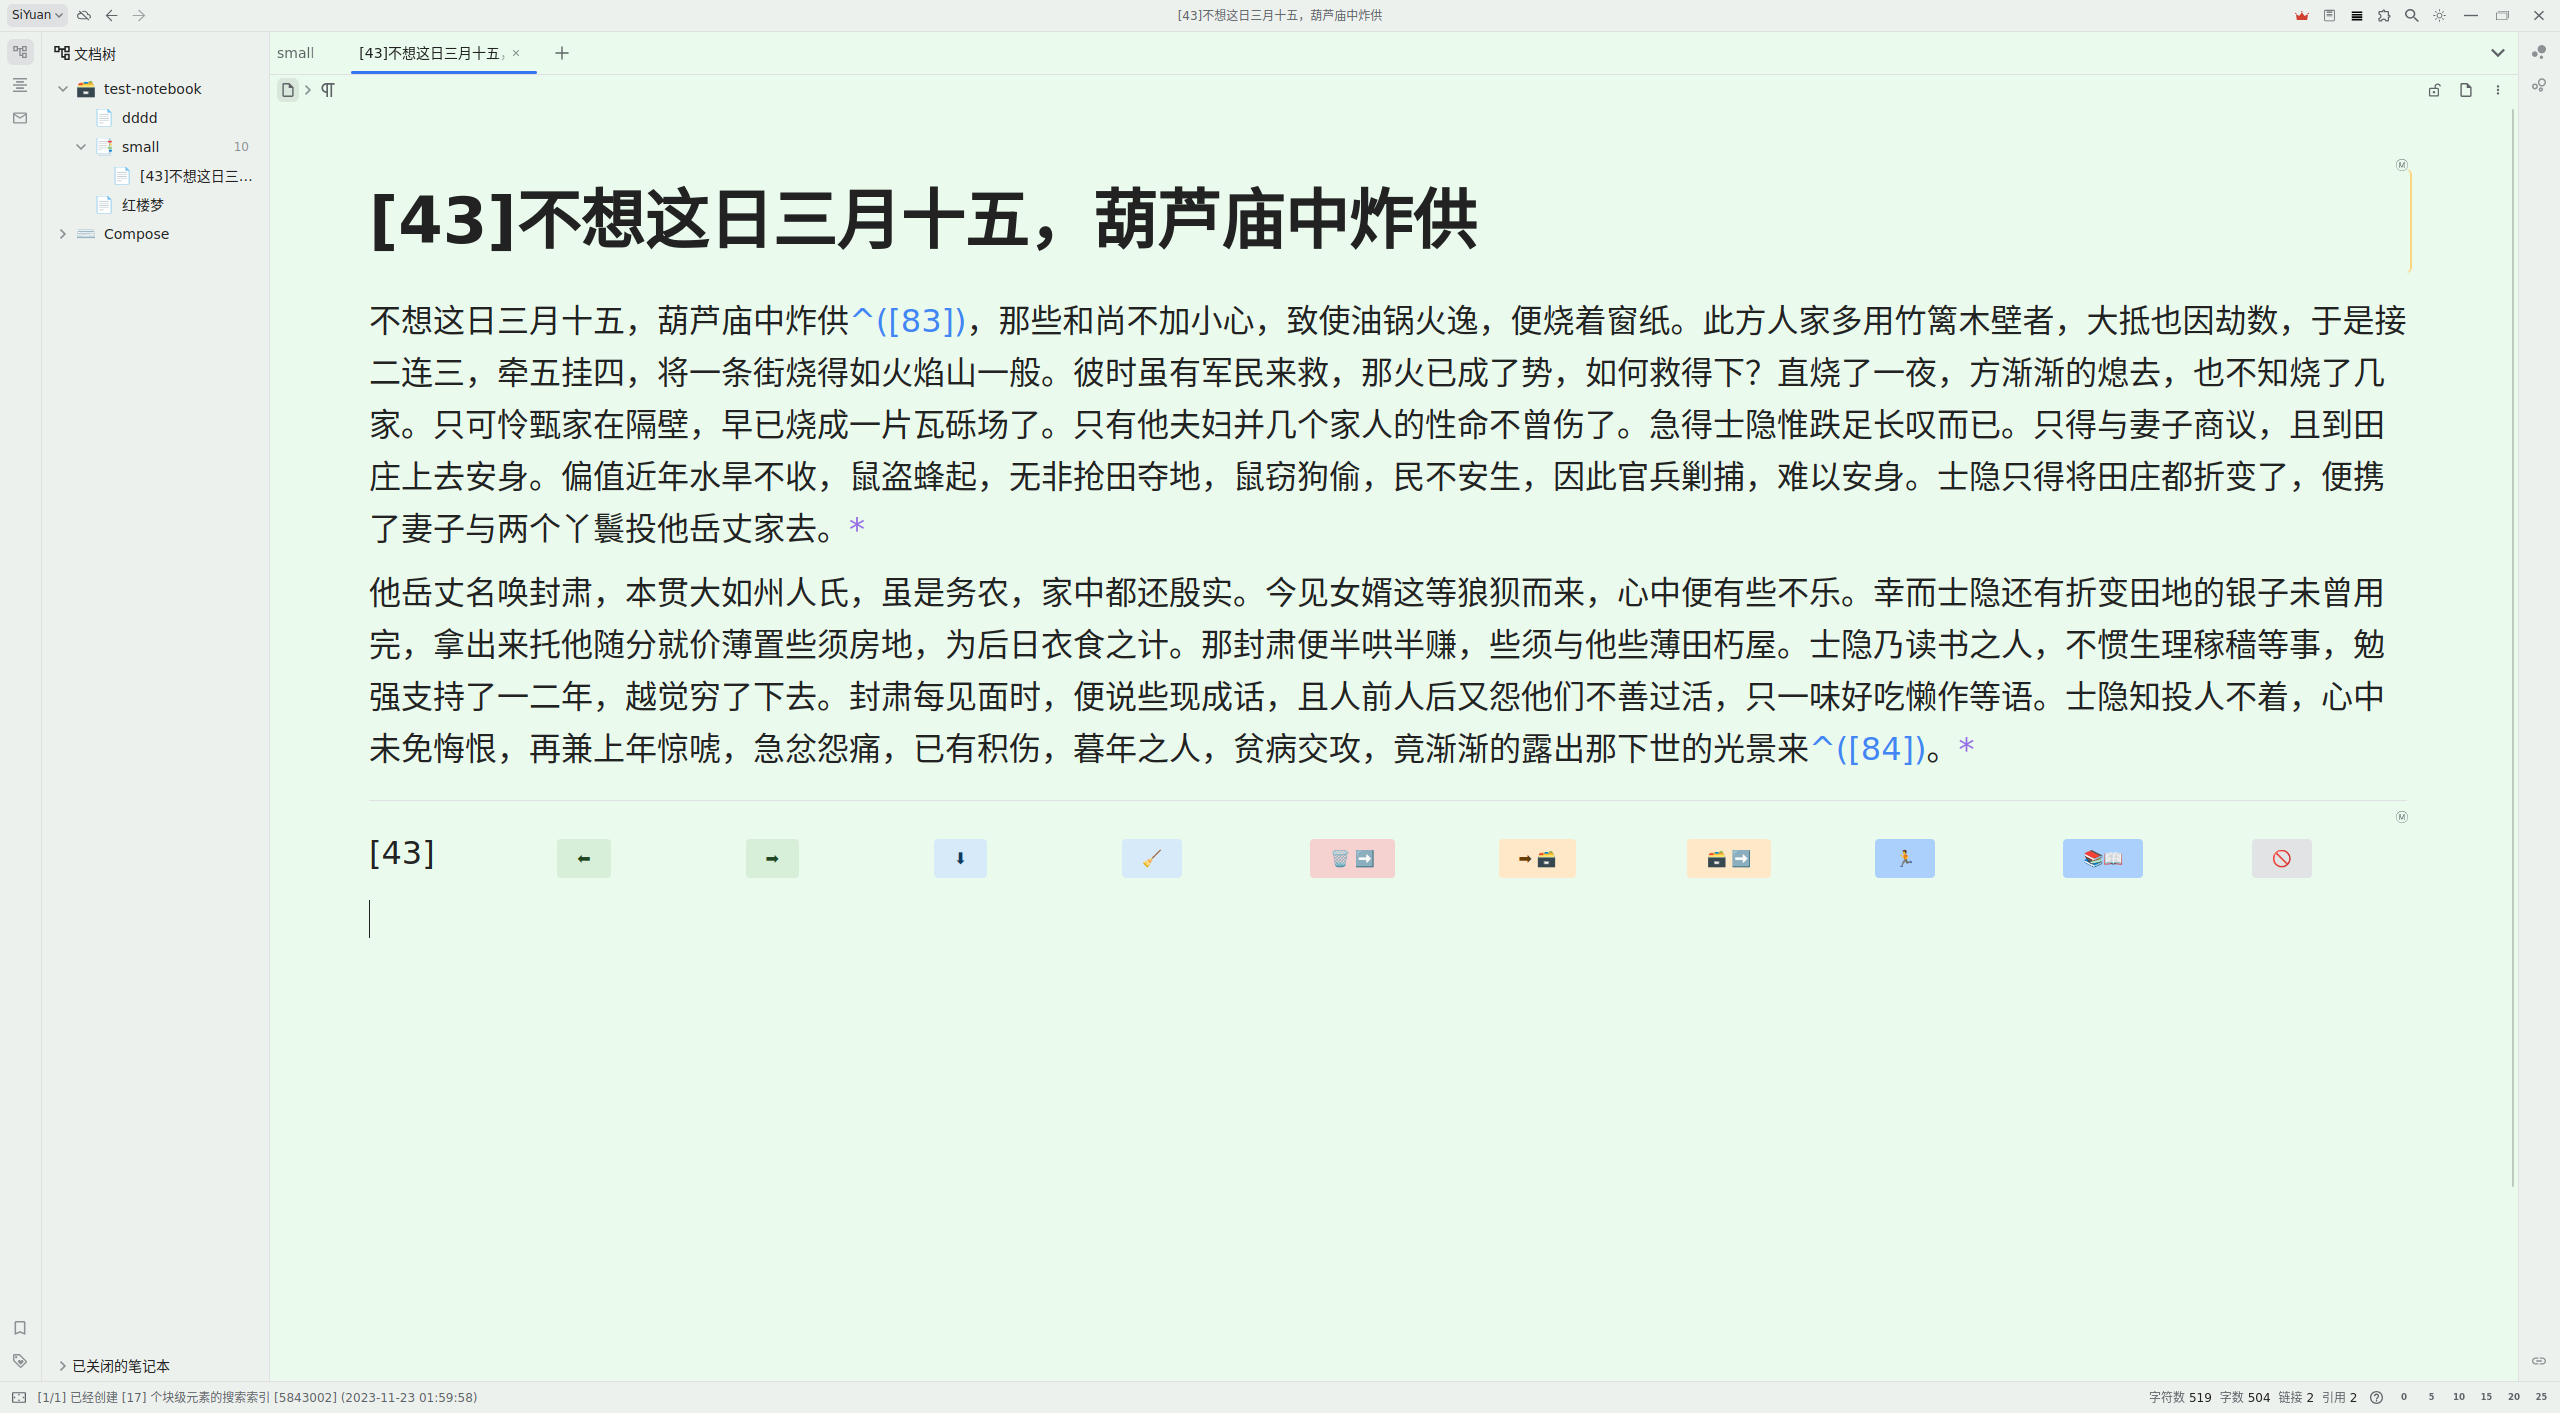 SiYuan
[43]不想这日三月十五，葫芦庙中炸供
文档树
test-notebook
dddd
small 10
[43]不想这日三...
红楼梦
Compose
已关闭的笔记本
small
[43]不想这日三月十五，
[43]不想这日三月十五，葫芦庙中炸供
不想这日三月十五，葫芦庙中炸供^([83])，那些和尚不加小心，致使油锅火逸，便烧着窗纸。此方人家多用竹篱木壁者，大抵也因劫数，于是接
二连三，牵五挂四，将一条街烧得如火焰山一般。彼时虽有军民来救，那火已成了势，如何救得下？直烧了一夜，方渐渐的熄去，也不知烧了几
家。只可怜甄家在隔壁，早已烧成一片瓦砾场了。只有他夫妇并几个家人的性命不曾伤了。急得士隐惟跌足长叹而已。只得与妻子商议，且到田
庄上去安身。偏值近年水旱不收，鼠盗蜂起，无非抢田夺地，鼠窃狗偷，民不安生，因此官兵剿捕，难以安身。士隐只得将田庄都折变了，便携
了妻子与两个丫鬟投他岳丈家去。*
他岳丈名唤封肃，本贯大如州人氏，虽是务农，家中都还殷实。今见女婿这等狼狈而来，心中便有些不乐。幸而士隐还有折变田地的银子未曾用
完，拿出来托他随分就价薄置些须房地，为后日衣食之计。那封肃便半哄半赚，些须与他些薄田朽屋。士隐乃读书之人，不惯生理稼穑等事，勉
强支持了一二年，越觉穷了下去。封肃每见面时，便说些现成话，且人前人后又怨他们不善过活，只一味好吃懒作等语。士隐知投人不着，心中
未免悔恨，再兼上年惊唬，急忿怨痛，已有积伤，暮年之人，贫病交攻，竟渐渐的露出那下世的光景来^([84])。*
[43]
[1/1] 已经创建 [17] 个块级元素的搜索索引 [5843002] (2023-11-23 01:59:58)
字符数 519 字数 504 链接 2 引用 2 0 5 10 15 20 25